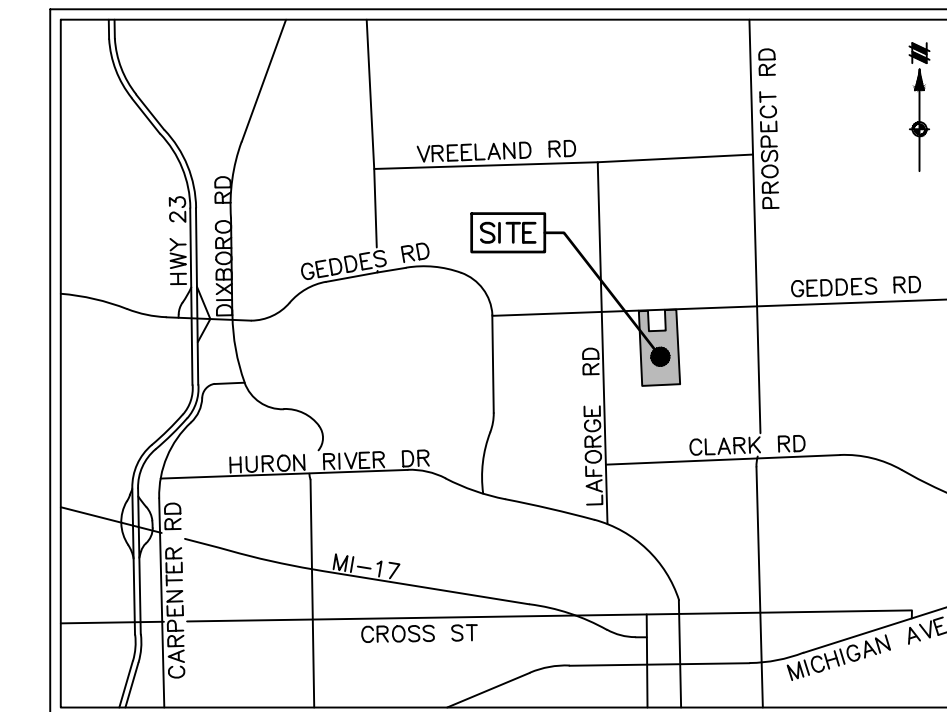 N
PROSPECT RD
VREELAND RD
HWY 23
DIXBORO RD
SITE
GEDDES RD
GEDDES RD
LAFORGE RD
CLARK RD
HURON RIVER DR
CARPENTER RD
MI-17
CROSS ST
MICHIGAN AVE